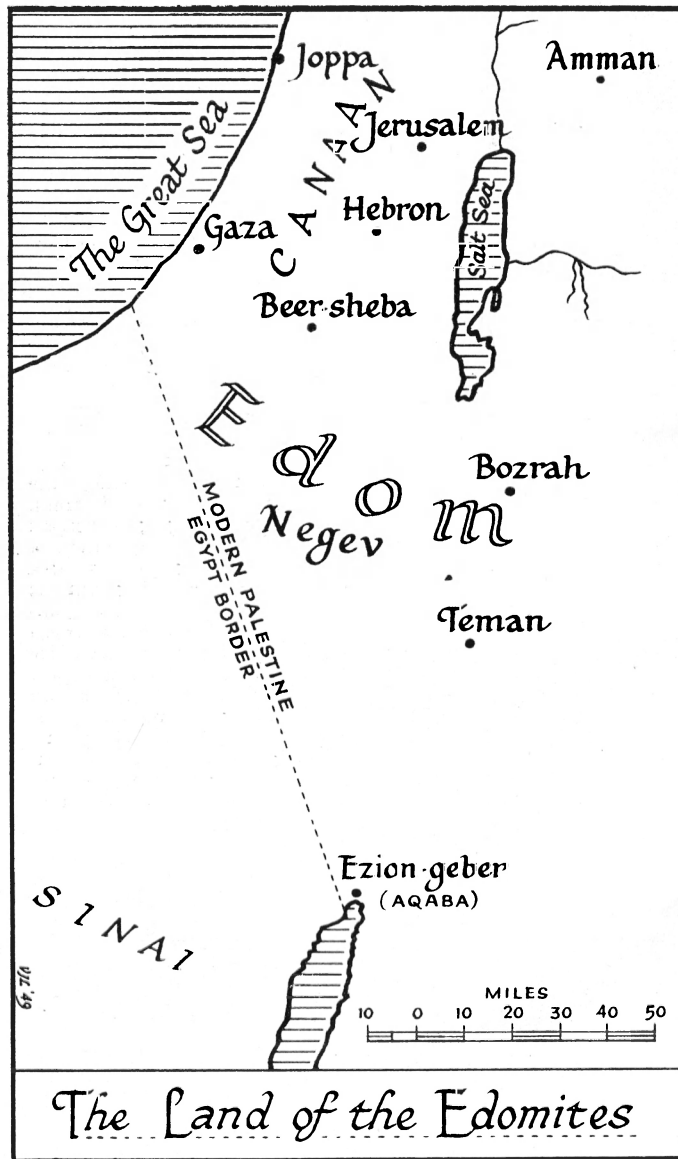 Joppa
Amman
CANAAN
Jerusalem
The Great Sea
Hebron
Gaza
Salt Sea
Beer-sheba
Edom
Bozrah
Negev
MODERN PALESTINE
EGYPT BORDER
Teman
Ezion-geber
(AQABA)
SINAI
MILES
10 0 10 20 30 40 50
The Land of the Edomites